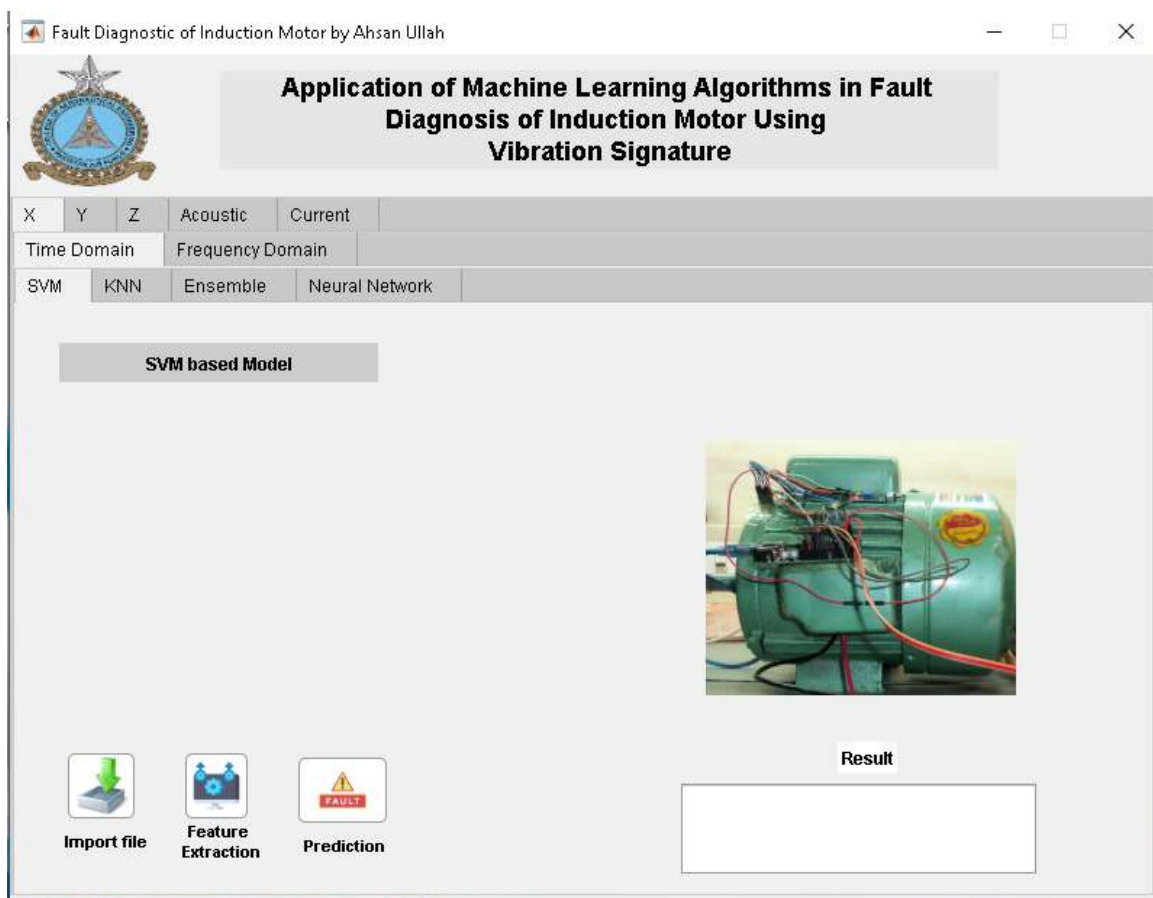 Fault Diagnostic of Induction Motor by Ahsan Ullah
Application of Machine Learning Algorithms in Fault
Diagnosis of Induction Motor Using
Vibration Signature
X Y Z Acoustic Current
Time Domain Frequency Domain
SVM KNN Ensemble Neural Network
SVM based Model
Result
FAULT
Import file
Feature
Extraction
Prediction